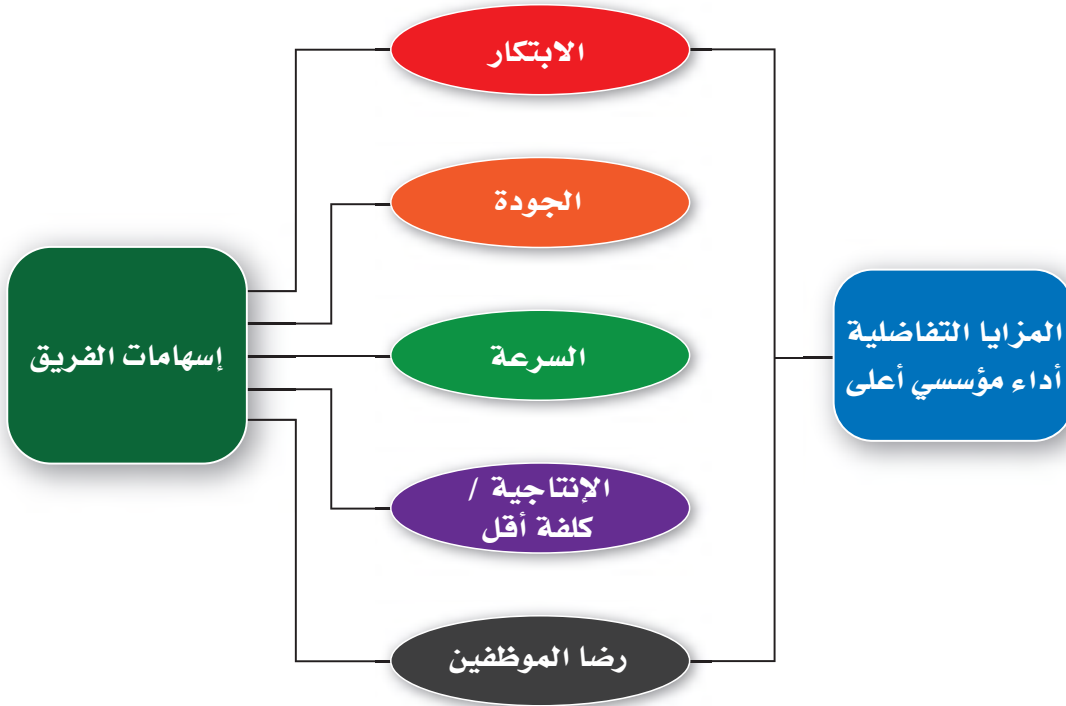 الابتكار
الجودة
السرعة
الإنتاجية /
كلفة أقل
رضا الموظفين
إسهامات الفريق
المزايا التفاضلية
أداء مؤسسي أعلى